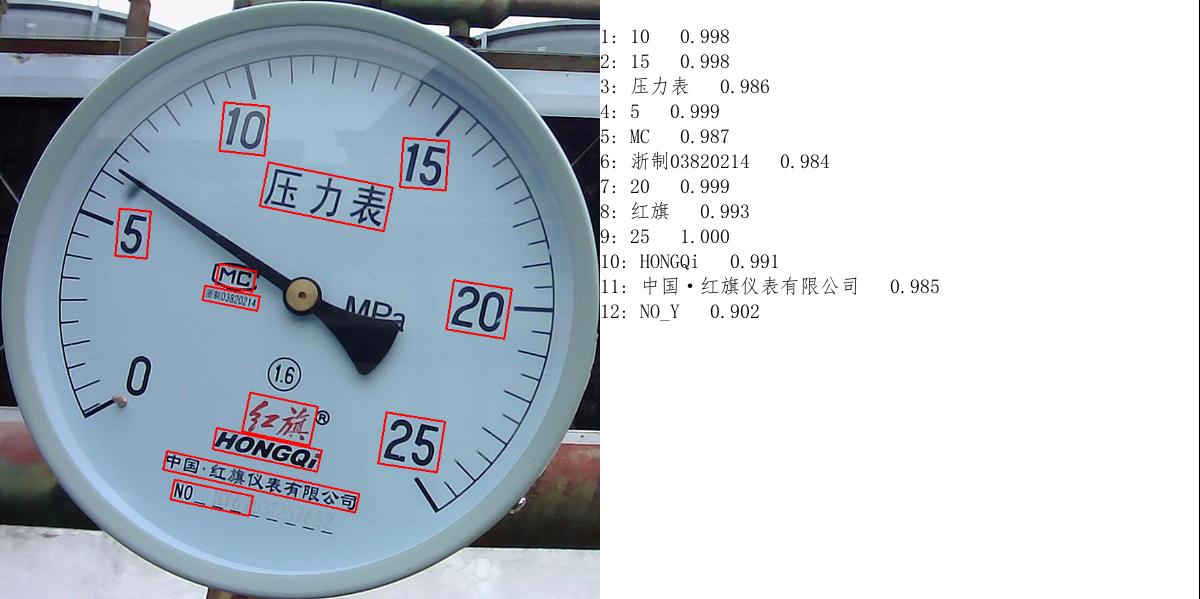 10
15
压力表
5
MC
浙制03820214
MPa
20
0
1.6
红旗®
HONGQi
25
中国·红旗仪表有限公司
NO
1: 10 0.998
2: 15 0.998
3: 压力表 0.986
4: 5 0.999
5: MC 0.987
6: 浙制03820214 0.984
7: 20 0.999
8: 红旗 0.993
9: 25 1.000
10: HONGQi 0.991
11: 中国·红旗仪表有限公司 0.985
12: NO_Y 0.902